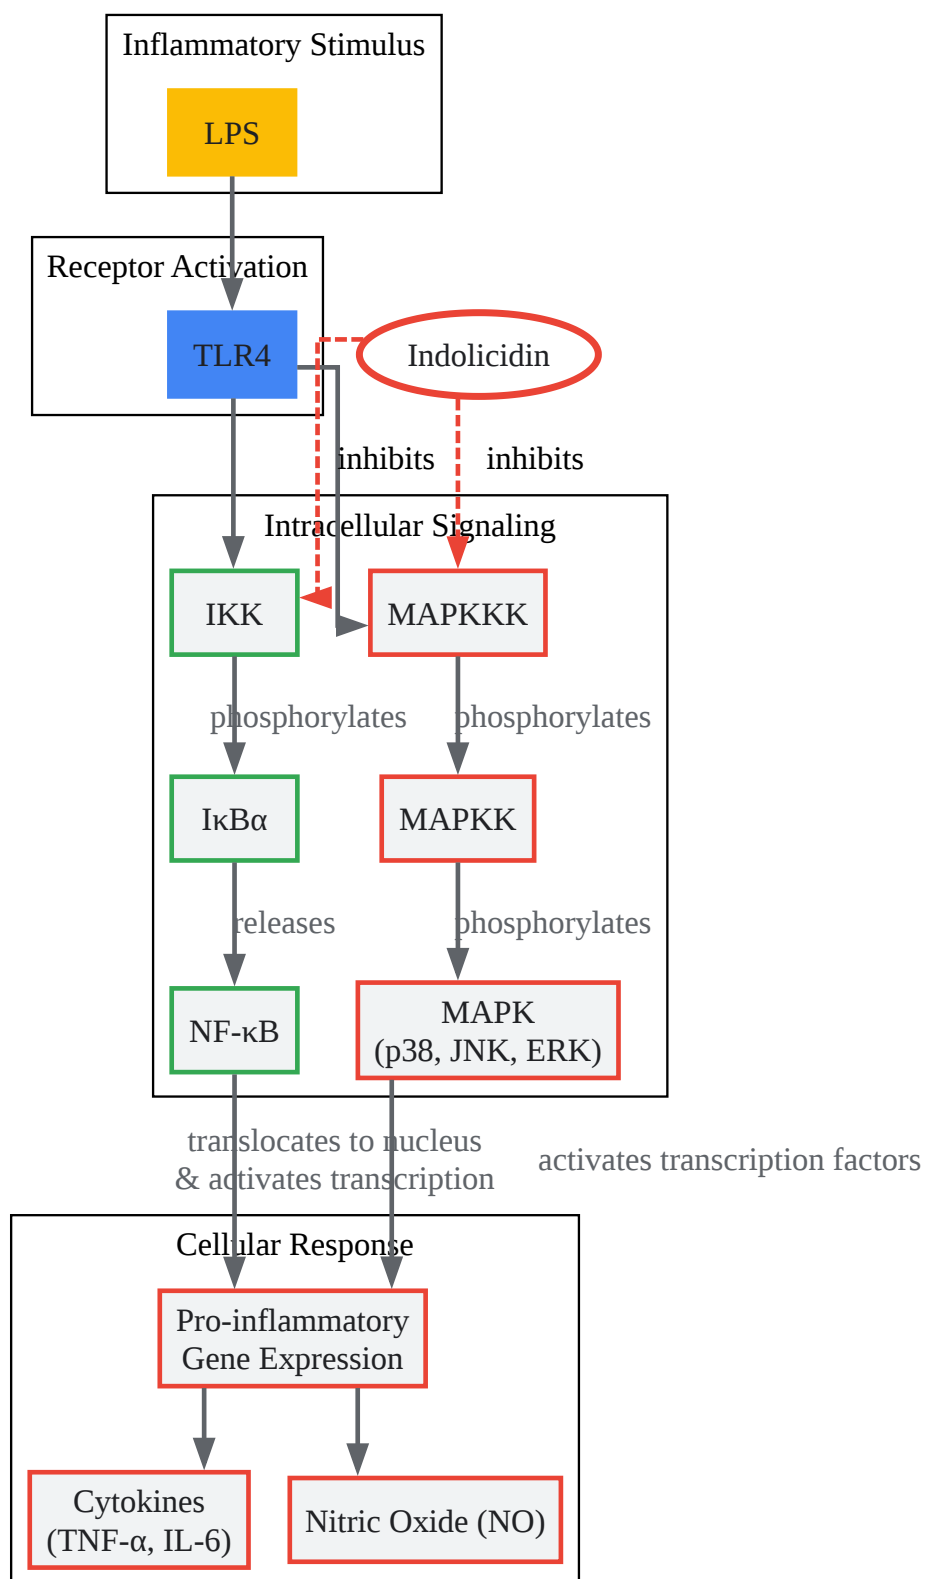 Inflammatory Stimulus
LPS
Receptor Activation
TLR4
Indolicidin
inhibits
inhibits
Intracellular Signaling
IKK
MAPKKK
phosphorylates
phosphorylates
IκBα
MAPKK
releases
phosphorylates
NF-κB
MAPK
(p38, JNK, ERK)
translocates to nucleus
& activates transcription
activates transcription factors
Cellular Response
Pro-inflammatory
Gene Expression
Cytokines
(TNF-α, IL-6)
Nitric Oxide (NO)